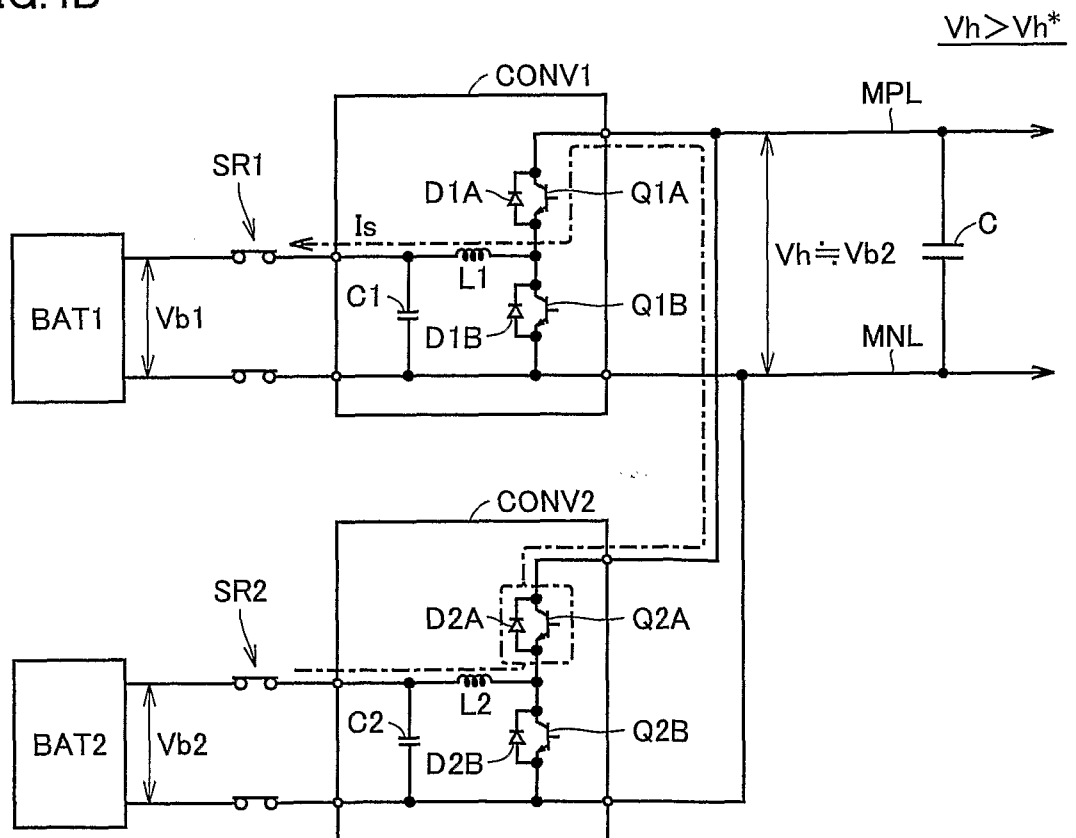 Vh>Vh*
CONV1
MPL
SR1
D1A
Q1A
Is
C
Vh≒Vb2
L1
C1
BAT1
Vb1
Q1B
D1B
MNL
CONV2
SR2
D2A
Q2A
L2
C2
BAT2
Vb2
Q2B
D2B